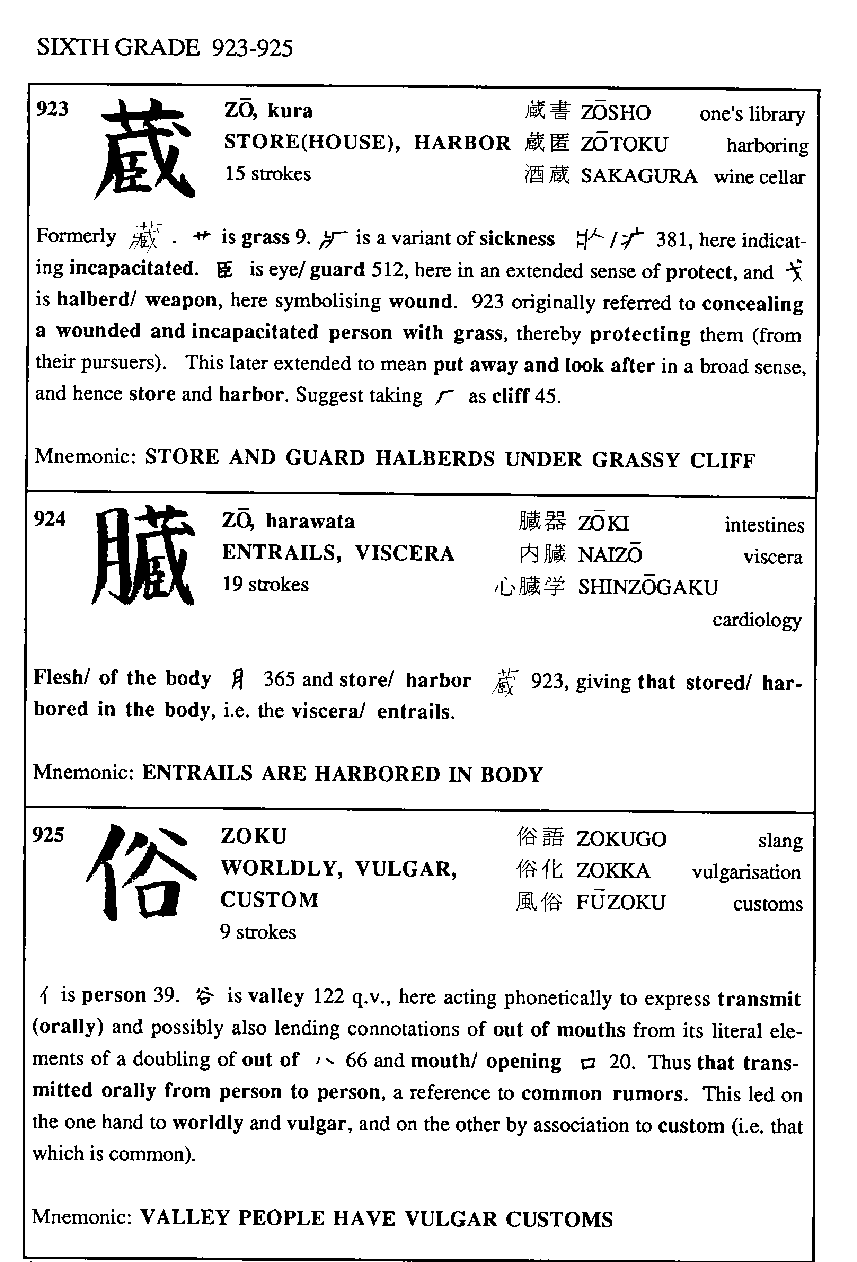 SIXTH GRADE 923-925
923 蔵 ZŌ, kura 蔵書 ZŌSHO one's library
STORE(HOUSE), HARBOR 蔵匿 ZŌTOKU harboring
15 strokes 酒蔵 SAKAGURA wine cellar
Formerly 藏 . 艹 is grass 9. is a variant of sickness 381, here indicat-
ing incapacitated. 臣 is eye/ guard 512, here in an extended sense of protect, and 戈
is halberd/ weapon, here symbolising wound. 923 originally referred to concealing
a wounded and incapacitated person with grass, thereby protecting them (from
their pursuers). This later extended to mean put away and look after in a broad sense,
and hence store and harbor. Suggest taking 厂 as cliff 45.
Mnemonic: STORE AND GUARD HALBERDS UNDER GRASSY CLIFF
924 臓 ZŌ, harawata 臓器 ZŌKI intestines
ENTRAILS, VISCERA 内臓 NAIZŌ viscera
19 strokes 心臓学 SHINZŌGAKU
cardiology
Flesh/ of the body 月 365 and store/ harbor 蔵 923, giving that stored/ har-
bored in the body, i.e. the viscera/ entrails.
Mnemonic: ENTRAILS ARE HARBORED IN BODY
925 俗 ZOKU 俗語 ZOKUGO slang
WORLDLY, VULGAR, 俗化 ZOKKA vulgarisation
CUSTOM 風俗 FŪZOKU customs
9 strokes
亻 is person 39. 谷 is valley 122 q.v., here acting phonetically to express transmit
(orally) and possibly also lending connotations of out of mouths from its literal ele-
ments of a doubling of out of 八 66 and mouth/ opening 口 20. Thus that trans-
mitted orally from person to person, a reference to common rumors. This led on
the one hand to worldly and vulgar, and on the other by association to custom (i.e. that
which is common).
Mnemonic: VALLEY PEOPLE HAVE VULGAR CUSTOMS